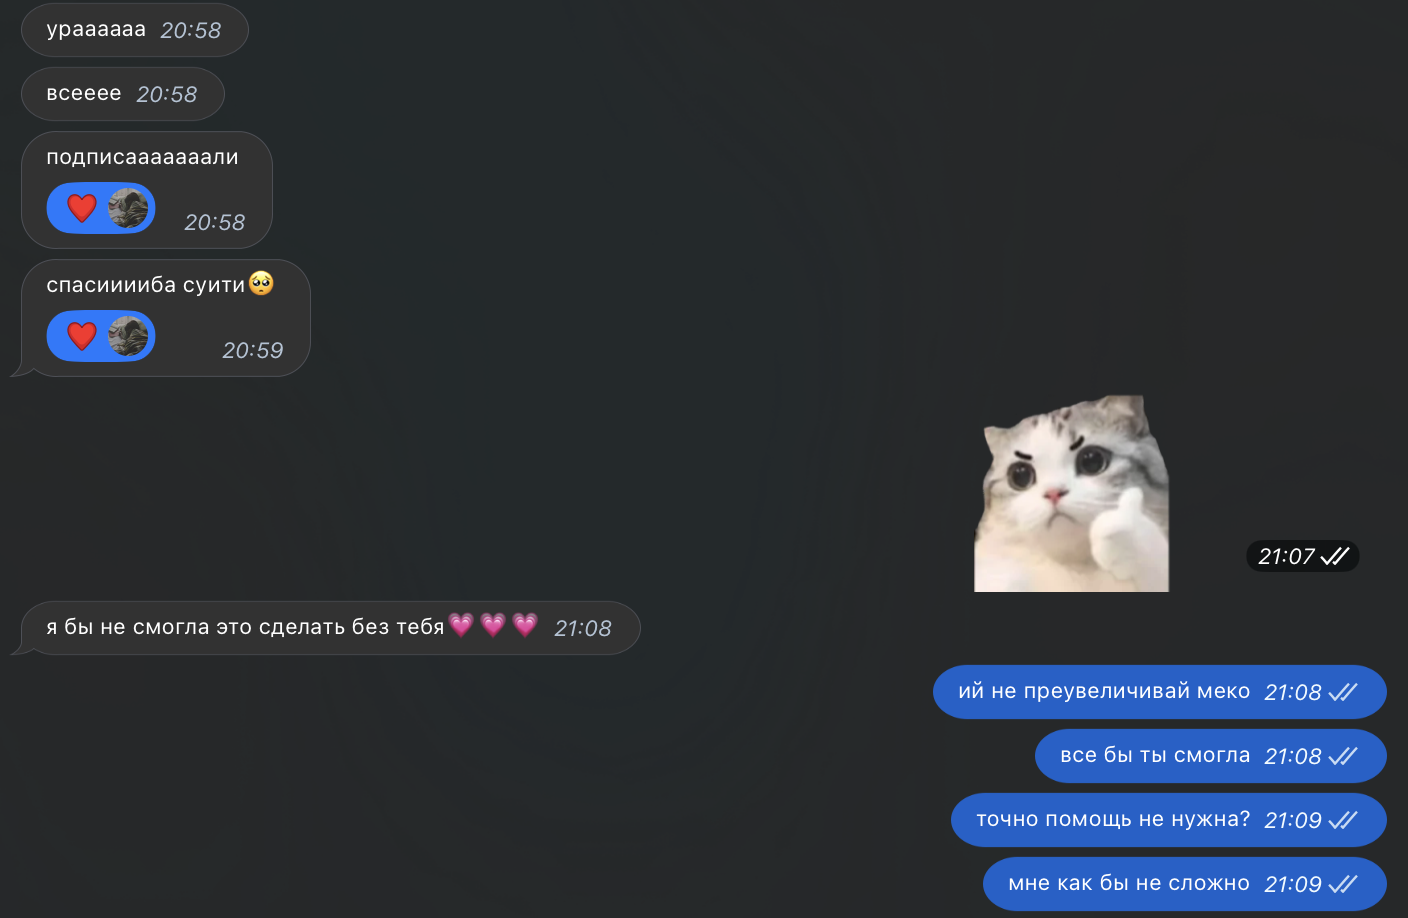 ураааааа 20:58
всееее 20:58
подписааааааали
20:58
спасииииба суити🥺
20:59
21:07
я бы не смогла это сделать без тебя💗💗💗 21:08
ий не преувеличивай меко 21:08
все бы ты смогла 21:08
точно помощь не нужна? 21:09
мне как бы не сложно 21:09